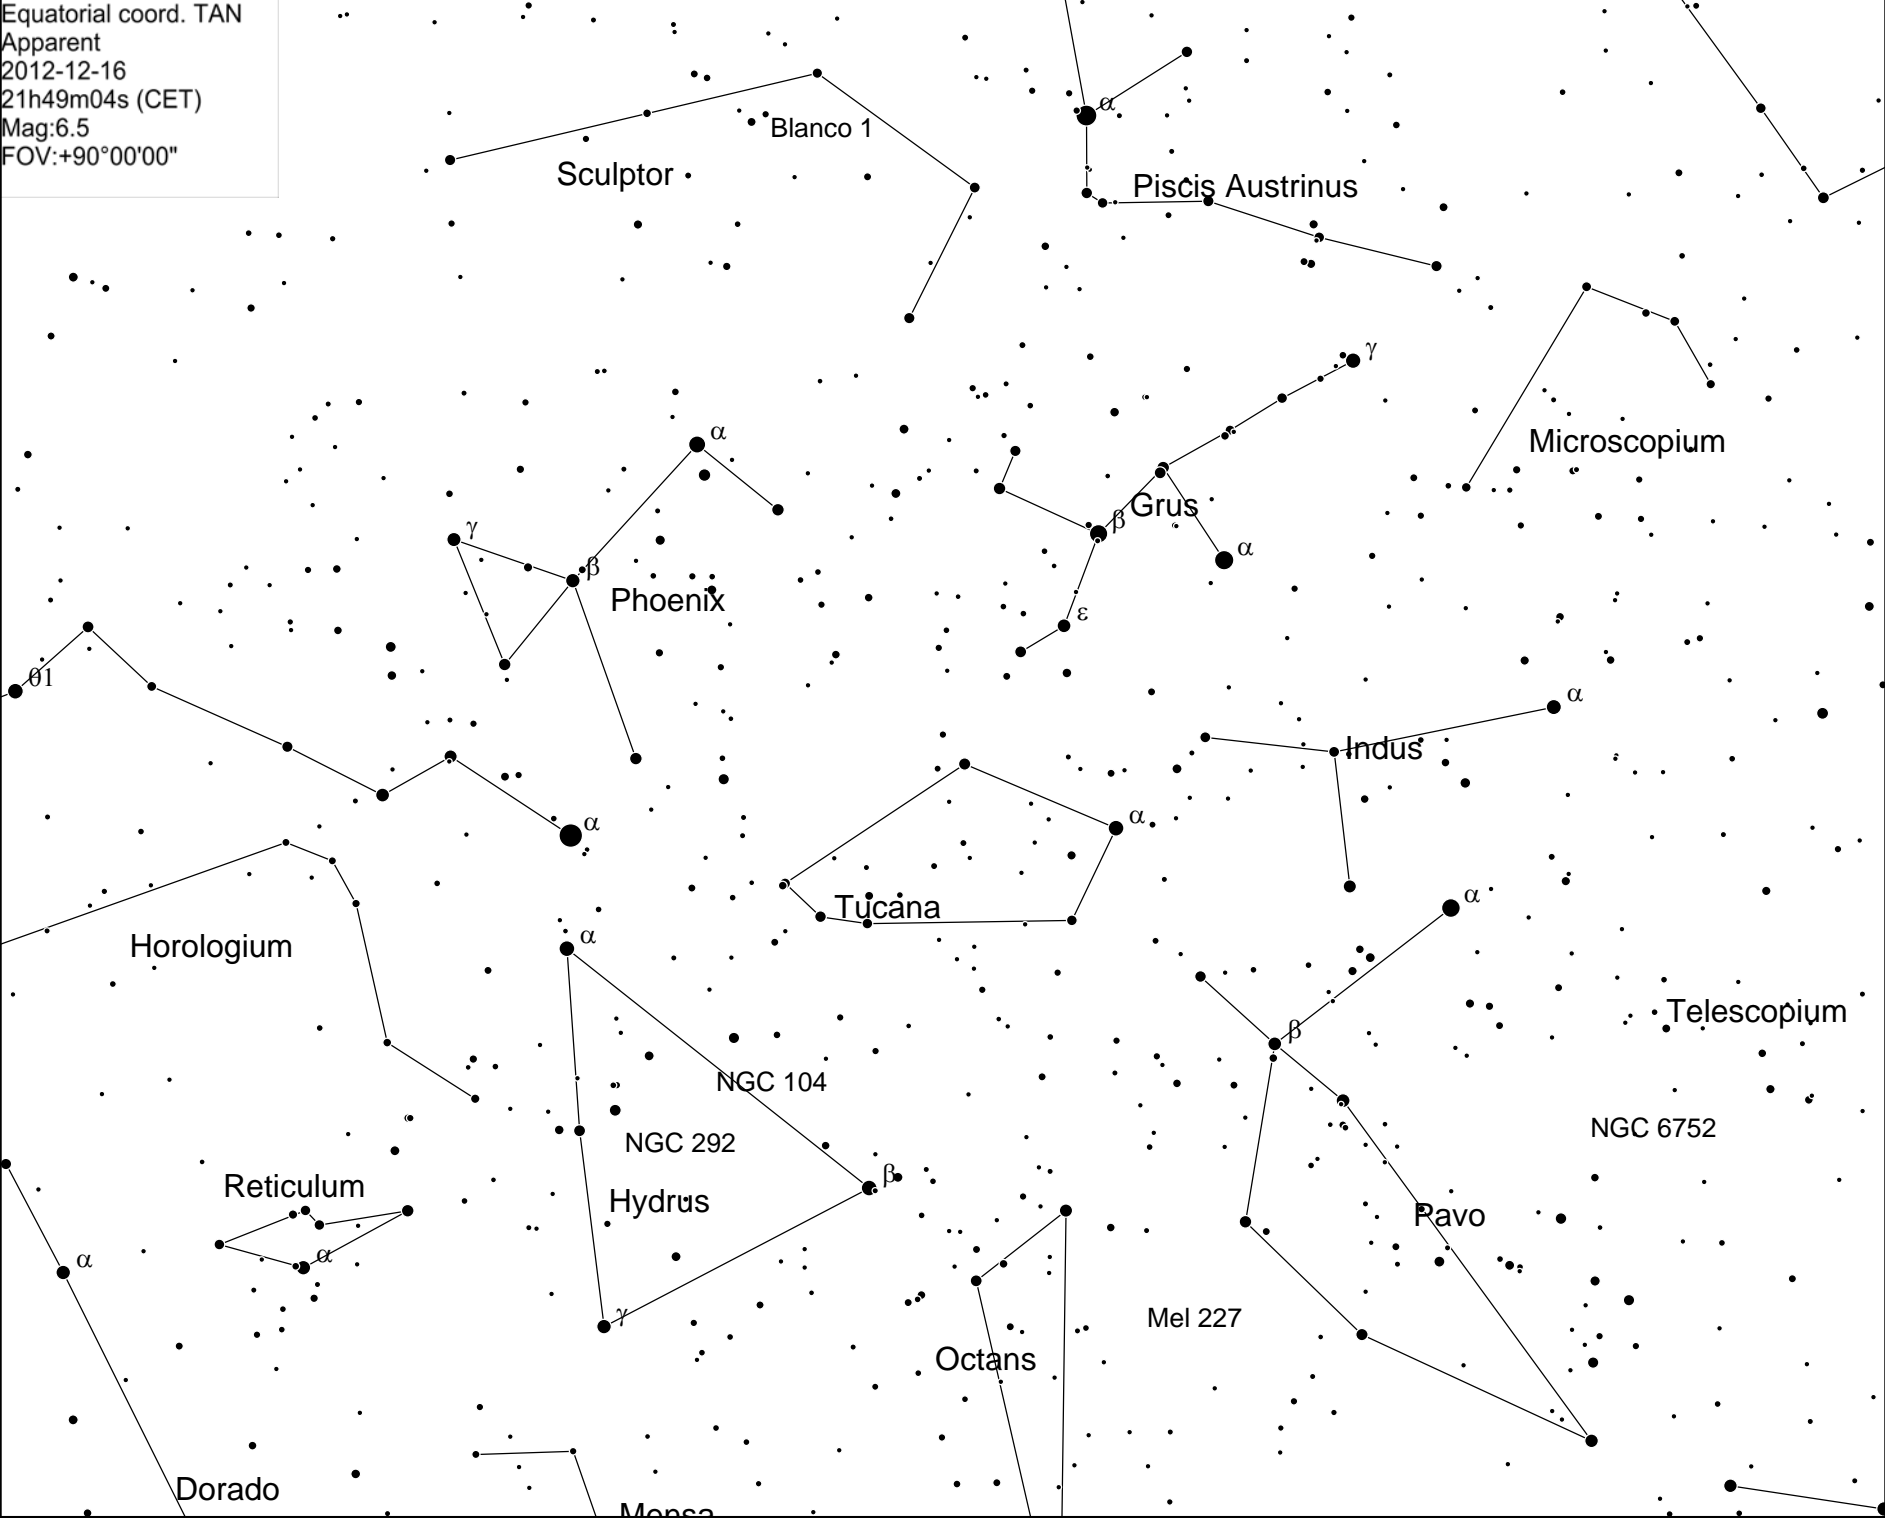 Equatorial coord. TAN
Apparent
2012-12-16
21h49m04s (CET)
Mag:6.5
FOV:+90°00'00"
α
Blanco 1
Sculptor
Piscis Austrinus
γ
α
Microscopium
Grus
γ
β
α
β
Phoenix
ε
θ1
α
Indus
α
α
Tucana
α
α
Horologium
Telescopium
β
NGC 104
NGC 6752
NGC 292
β
Reticulum
Hydrus
Pavo
α
α
γ
Mel 227
Octans
Dorado
Mensa